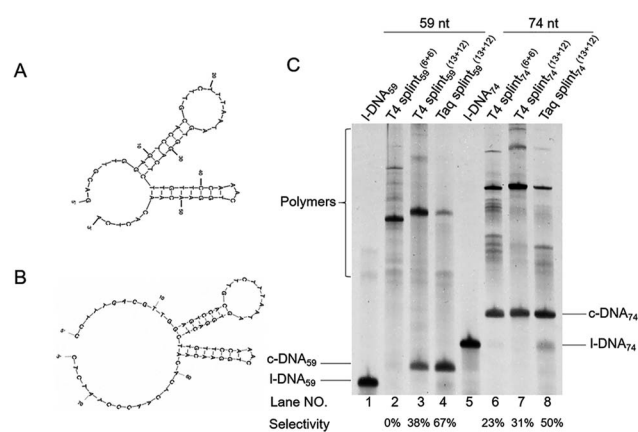 59 nt 74 nt
A
C
l-DNA59
T4 splint59(6+6)
T4 splint59(13+12)
Taq splint59(13+12)
l-DNA74
T4 splint74(6+6)
T4 splint74(13+12)
Taq splint74(13+12)
Polymers
B
c-DNA74
l-DNA74
c-DNA59
l-DNA59
Lane NO. 1 2 3 4 5 6 7 8
Selectivity 0% 38% 67% 23% 31% 50%